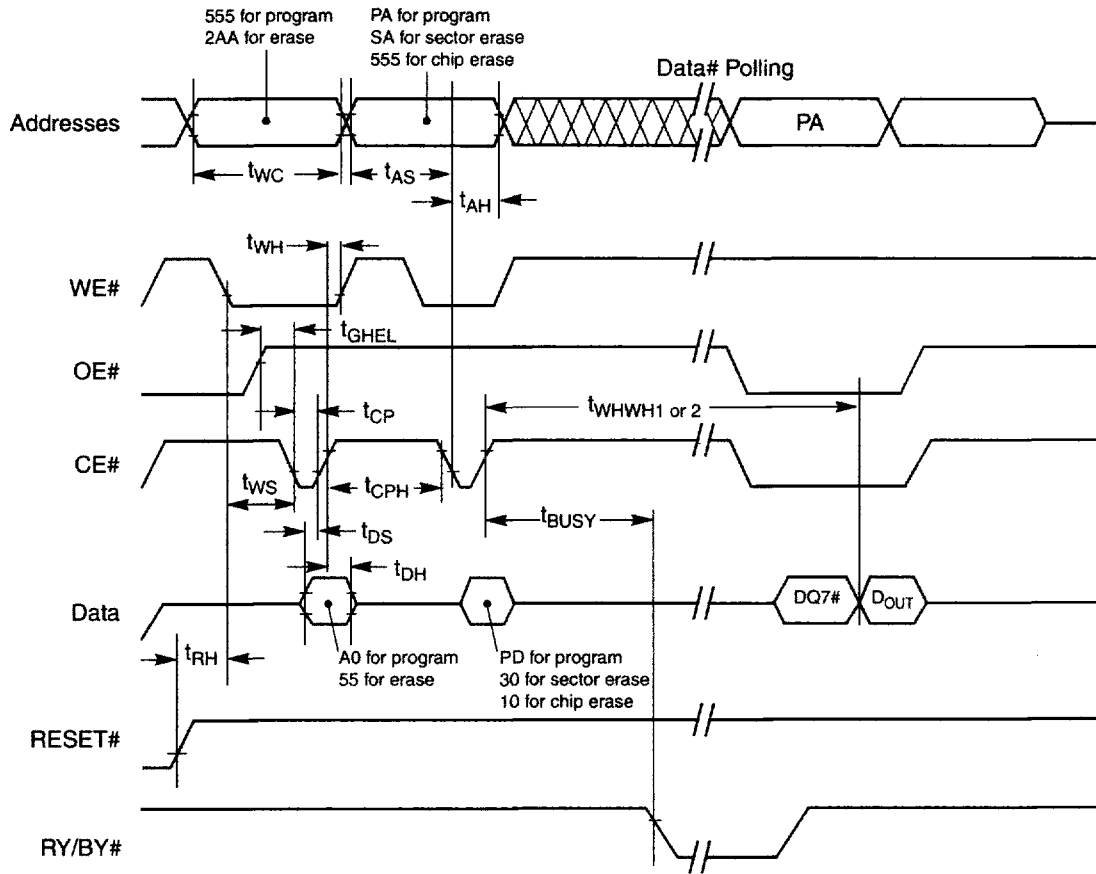 555 for program
2AA for erase
PA for program
SA for sector erase
555 for chip erase
Data# Polling
Addresses
PA
tWC
tAS
tAH
tWH
WE#
tGHEL
OE#
tWHWH1 or 2
tCP
CE#
tWS
tCPH
tBUSY
tDS
tDH
Data
DQ7#
DOUT
tRH
A0 for program
55 for erase
PD for program
30 for sector erase
10 for chip erase
RESET#
RY/BY#